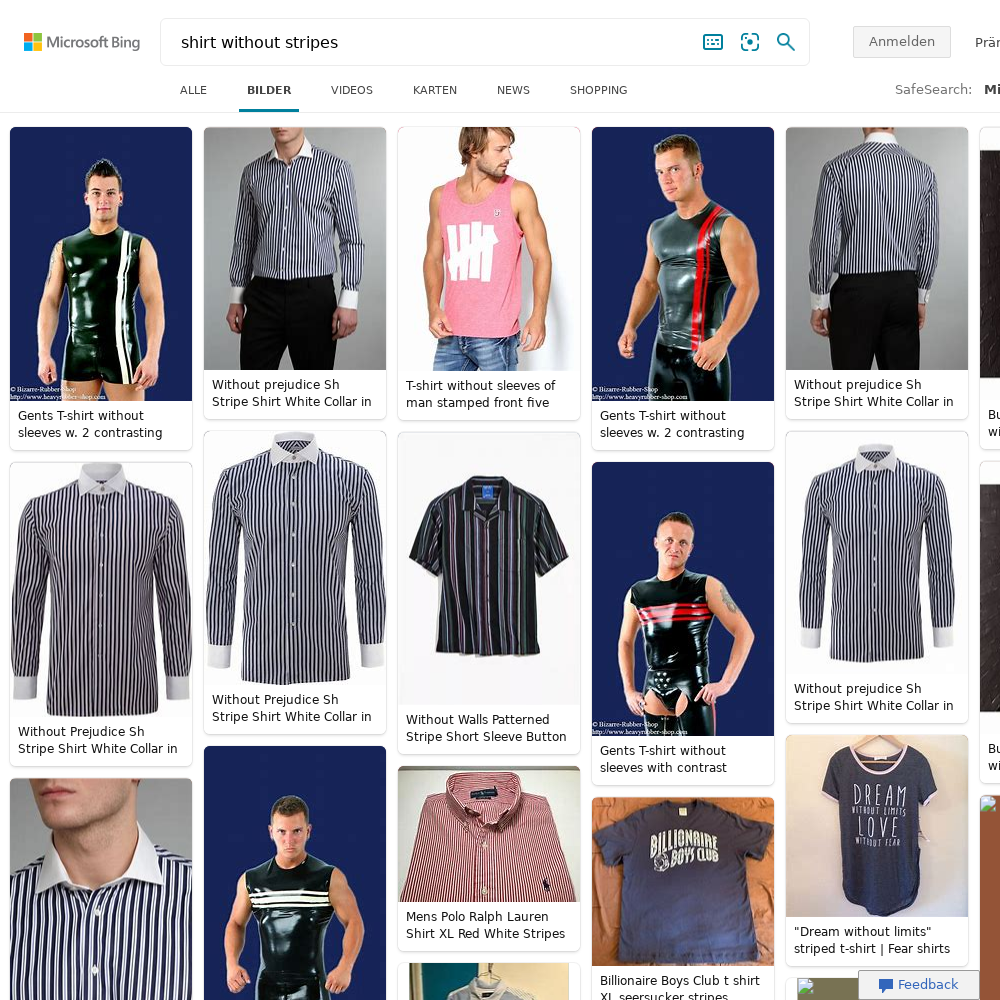 Microsoft Bing
shirt without stripes
Anmelden
Prär
ALLE
BILDER
VIDEOS
KARTEN
NEWS
SHOPPING
SafeSearch:
Mi
© Bizarre-Rubber-Shop
http://www.heavyrubber-shop.com
Gents T-shirt without
sleeves w. 2 contrasting
Without prejudice Sh
Stripe Shirt White Collar in
T-shirt without sleeves of
man stamped front five
© Bizarre-Rubber-Shop
http://www.heavyrubber-shop.com
Gents T-shirt without
sleeves w. 2 contrasting
Without prejudice Sh
Stripe Shirt White Collar in
Bu
wi
Without Prejudice Sh
Stripe Shirt White Collar in
Without Prejudice Sh
Stripe Shirt White Collar in
Without Walls Patterned
Stripe Short Sleeve Button
© Bizarre-Rubber-Shop
http://www.heavyrubber-shop.com
Gents T-shirt without
sleeves with contrast
Without prejudice Sh
Stripe Shirt White Collar in
Bu
wi
Mens Polo Ralph Lauren
Shirt XL Red White Stripes
BILLIONAIRE
BOYS CLUB
Billionaire Boys Club t shirt
XL seersucker stripes
DREAM
WITHOUT LIMITS
LOVE
WITHOUT FEAR
"Dream without limits"
striped t-shirt | Fear shirts
Feedback